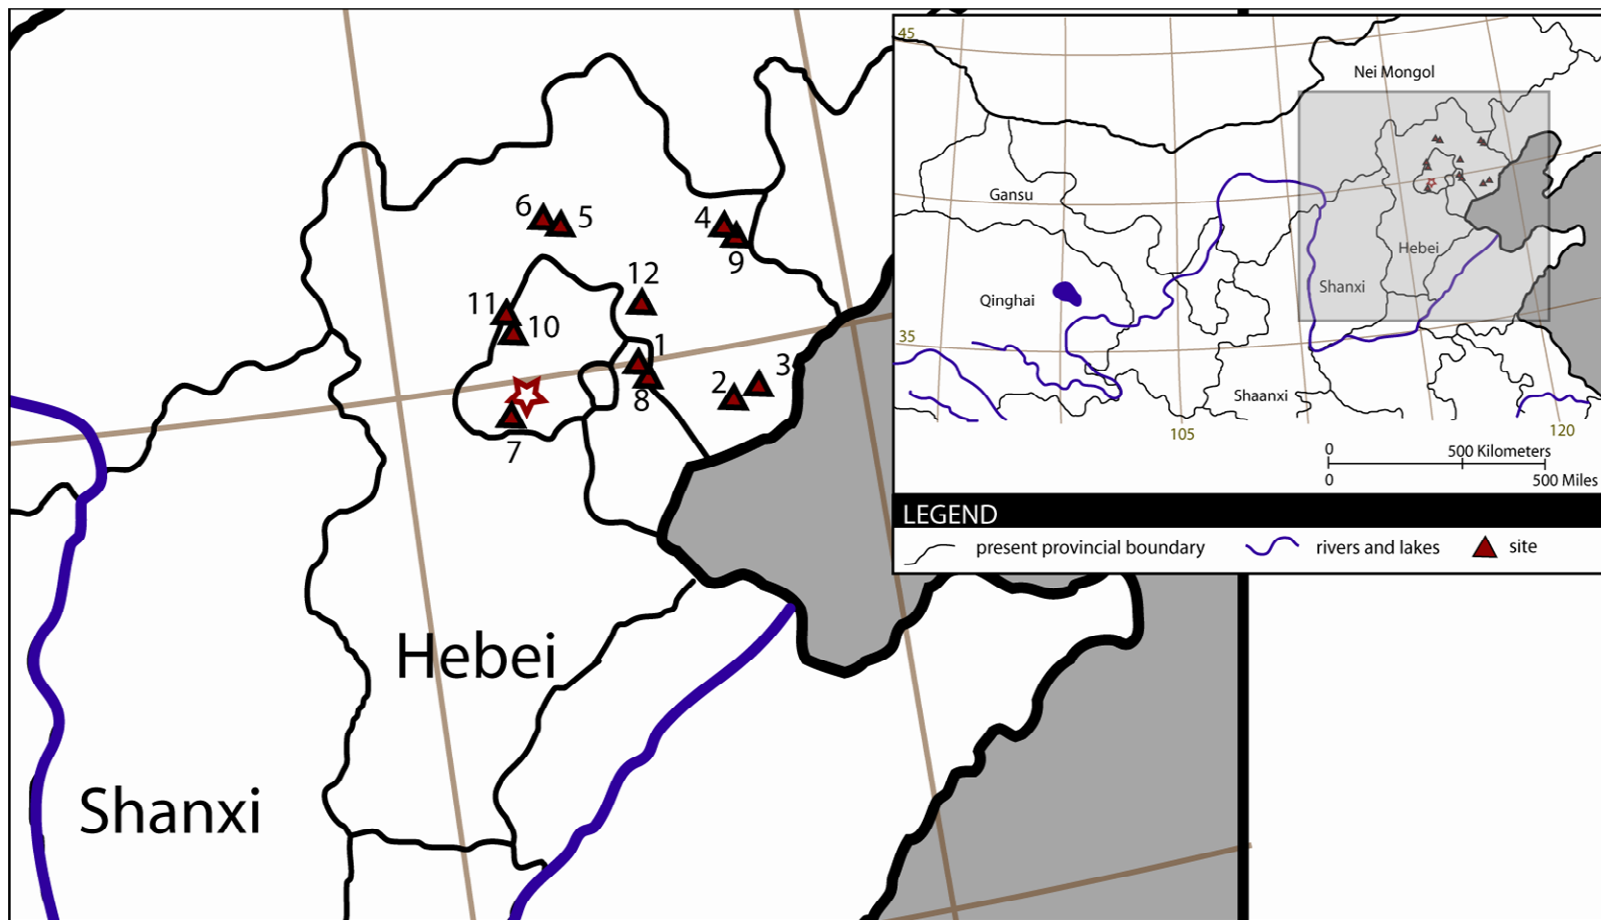 45
Nei Mongol
Gansu
Hebei
Qinghai
Shanxi
35
Shaanxi
105
120
0 500 Kilometers
0 500 Miles
LEGEND
present provincial boundary
rivers and lakes
site
6
5
4
9
12
11
10
1
3
2
8
7
Hebei
Shanxi